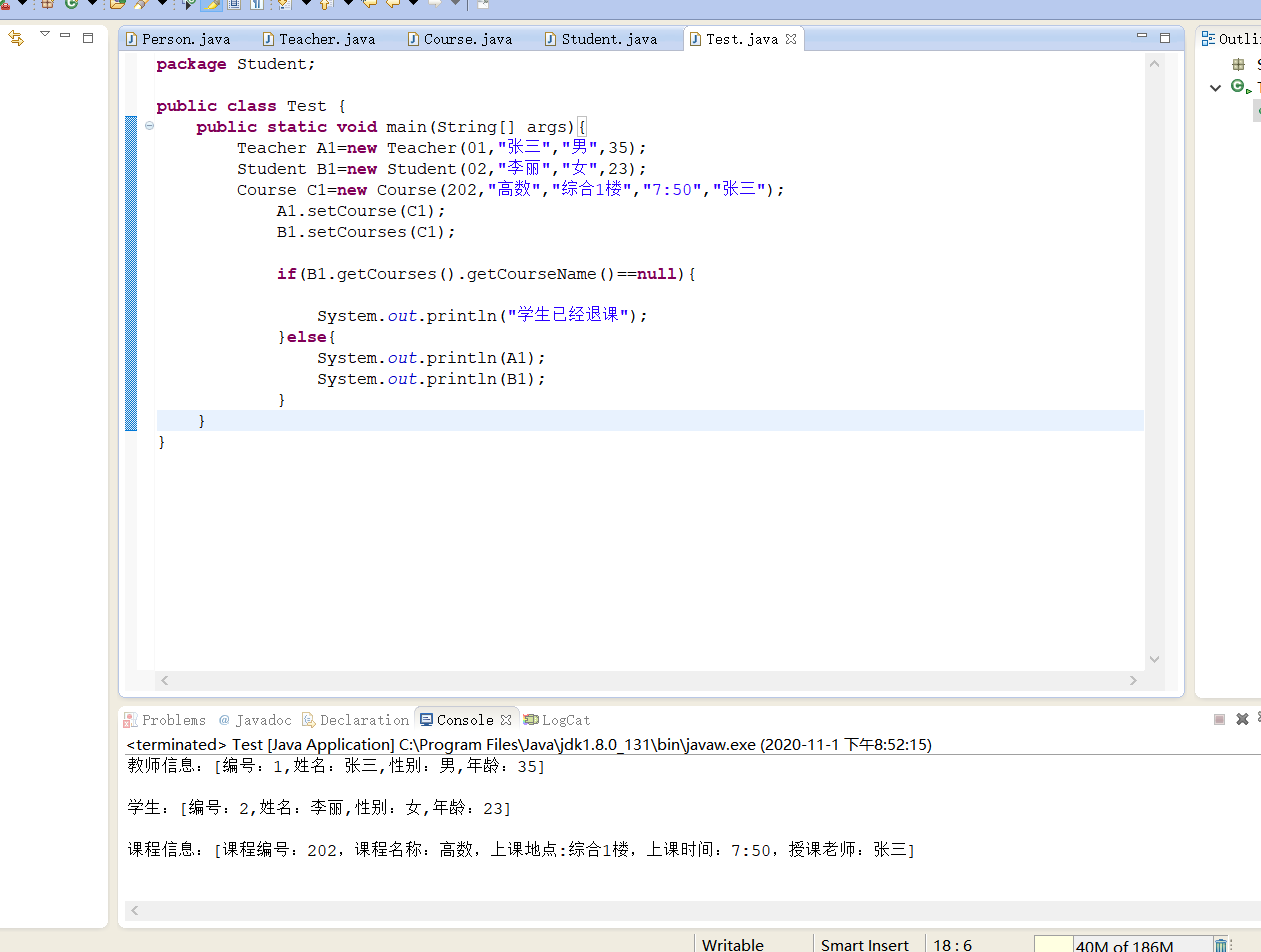 Person.java Teacher.java Course.java Student.java Test.java
package Student;
public class Test {
public static void main(String[] args){
Teacher A1=new Teacher(01,"张三","男",35);
Student B1=new Student(02,"李丽","女",23);
Course C1=new Course(202,"高数","综合1楼","7:50","张三");
A1.setCourse(C1);
B1.setCourses(C1);
if(B1.getCourses().getCourseName()==null){
System.out.println("学生已经退课");
}else{
System.out.println(A1);
System.out.println(B1);
}
}
}
Problems @ Javadoc Declaration Console LogCat
<terminated> Test [Java Application] C:\Program Files\Java\jdk1.8.0_131\bin\javaw.exe (2020-11-1 下午8:52:15)
教师信息：[编号：1,姓名：张三,性别：男,年龄：35]
学生：[编号：2,姓名：李丽,性别：女,年龄：23]
课程信息：[课程编号：202，课程名称：高数，上课地点:综合1楼，上课时间：7:50，授课老师：张三]
Writable Smart Insert 18 : 6 40M of 186M